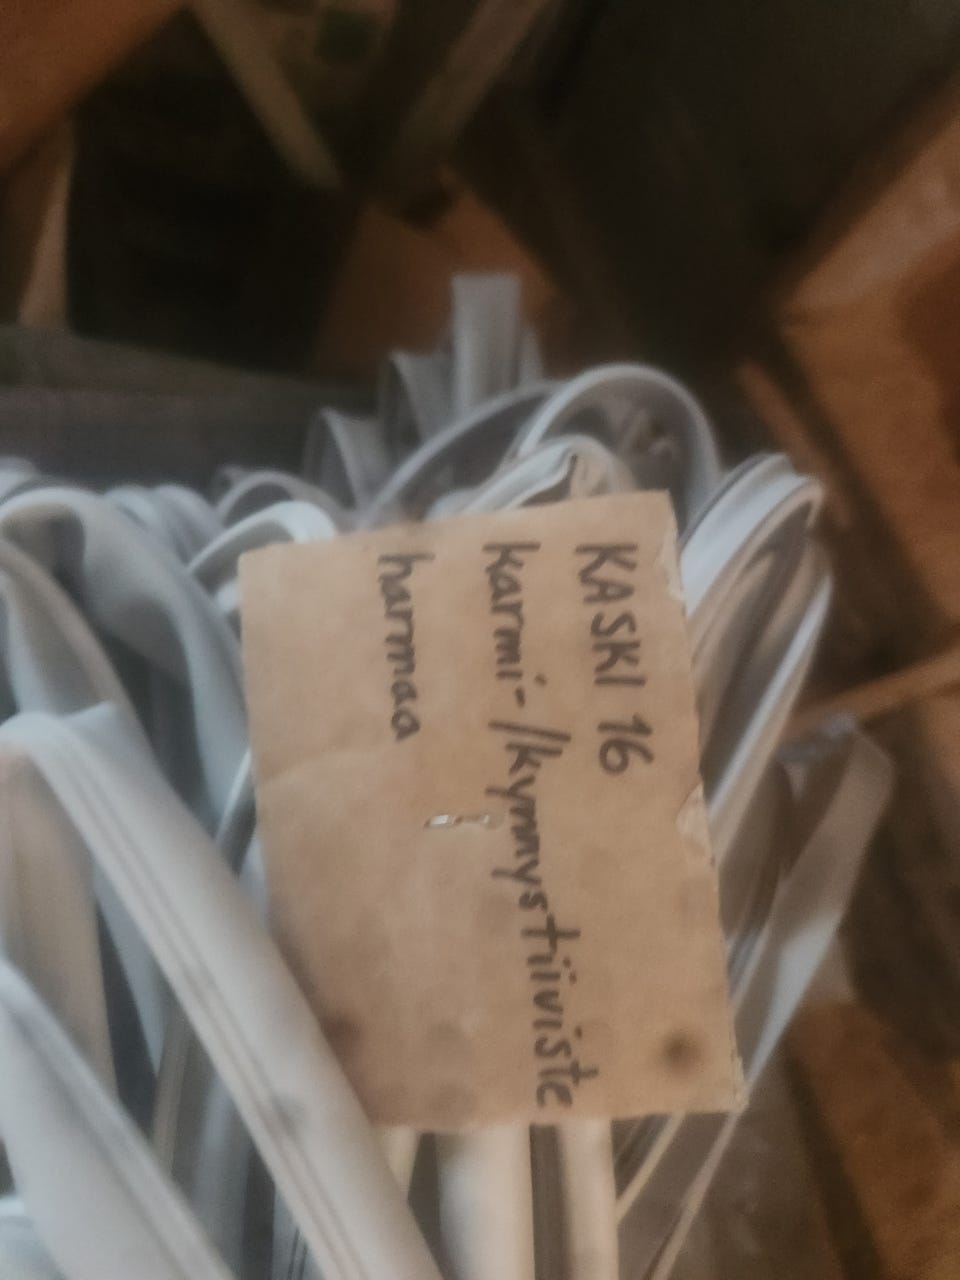 KASKI 16
karmi-/kynnystiiviste
harmaa